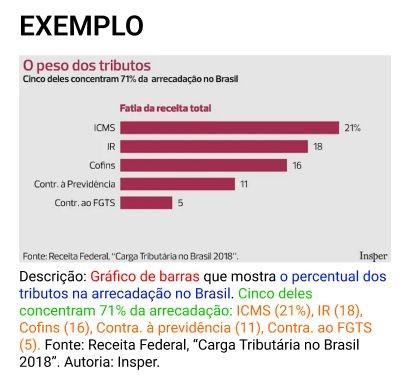 EXEMPLO
O peso dos tributos
Cinco deles concentram 71% da arrecadação no Brasil
Fatia da receita total
ICMS 21%
IR 18
Cofins 16
Contr. à Previdência 11
Contr. ao FGTS 5
Fonte: Receita Federal, "Carga Tributária no Brasil 2018". Insper
Descrição: Gráfico de barras que mostra o percentual dos
tributos na arrecadação no Brasil. Cinco deles
concentram 71% da arrecadação: ICMS (21%), IR (18),
Cofins (16), Contra. à previdência (11), Contra. ao FGTS
(5). Fonte: Receita Federal, “Carga Tributária no Brasil
2018”. Autoria: Insper.